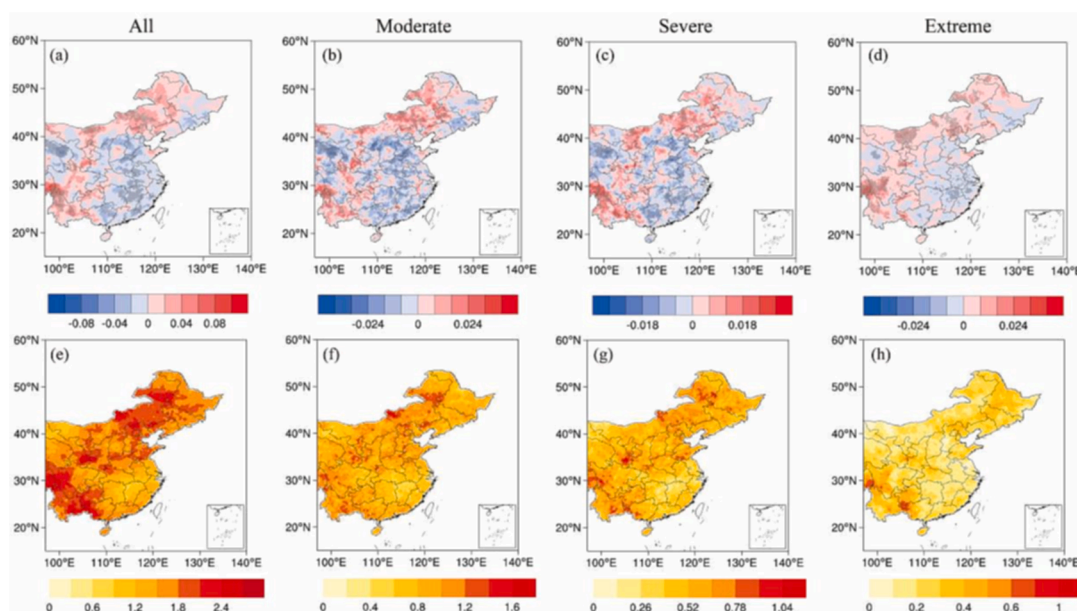 All Moderate Severe Extreme
60°N 60°N 60°N 60°N
(a) (b) (c) (d)
50°N 50°N 50°N 50°N
40°N 40°N 40°N 40°N
30°N 30°N 30°N 30°N
20°N 20°N 20°N 20°N
100°E 110°E 120°E 130°E 140°E 100°E 110°E 120°E 130°E 140°E 100°E 110°E 120°E 130°E 140°E 100°E 110°E 120°E 130°E 140°E
-0.08 -0.04 0 0.04 0.08 -0.024 0 0.024 -0.018 0 0.018 -0.024 0 0.024
60°N 60°N 60°N 60°N
(e) (f) (g) (h)
50°N 50°N 50°N 50°N
40°N 40°N 40°N 40°N
30°N 30°N 30°N 30°N
20°N 20°N 20°N 20°N
100°E 110°E 120°E 130°E 140°E 100°E 110°E 120°E 130°E 140°E 100°E 110°E 120°E 130°E 140°E 100°E 110°E 120°E 130°E 140°E
0 0.6 1.2 1.8 2.4 0 0.4 0.8 1.2 1.6 0 0.26 0.52 0.78 1.04 0 0.2 0.4 0.6 0.8 1